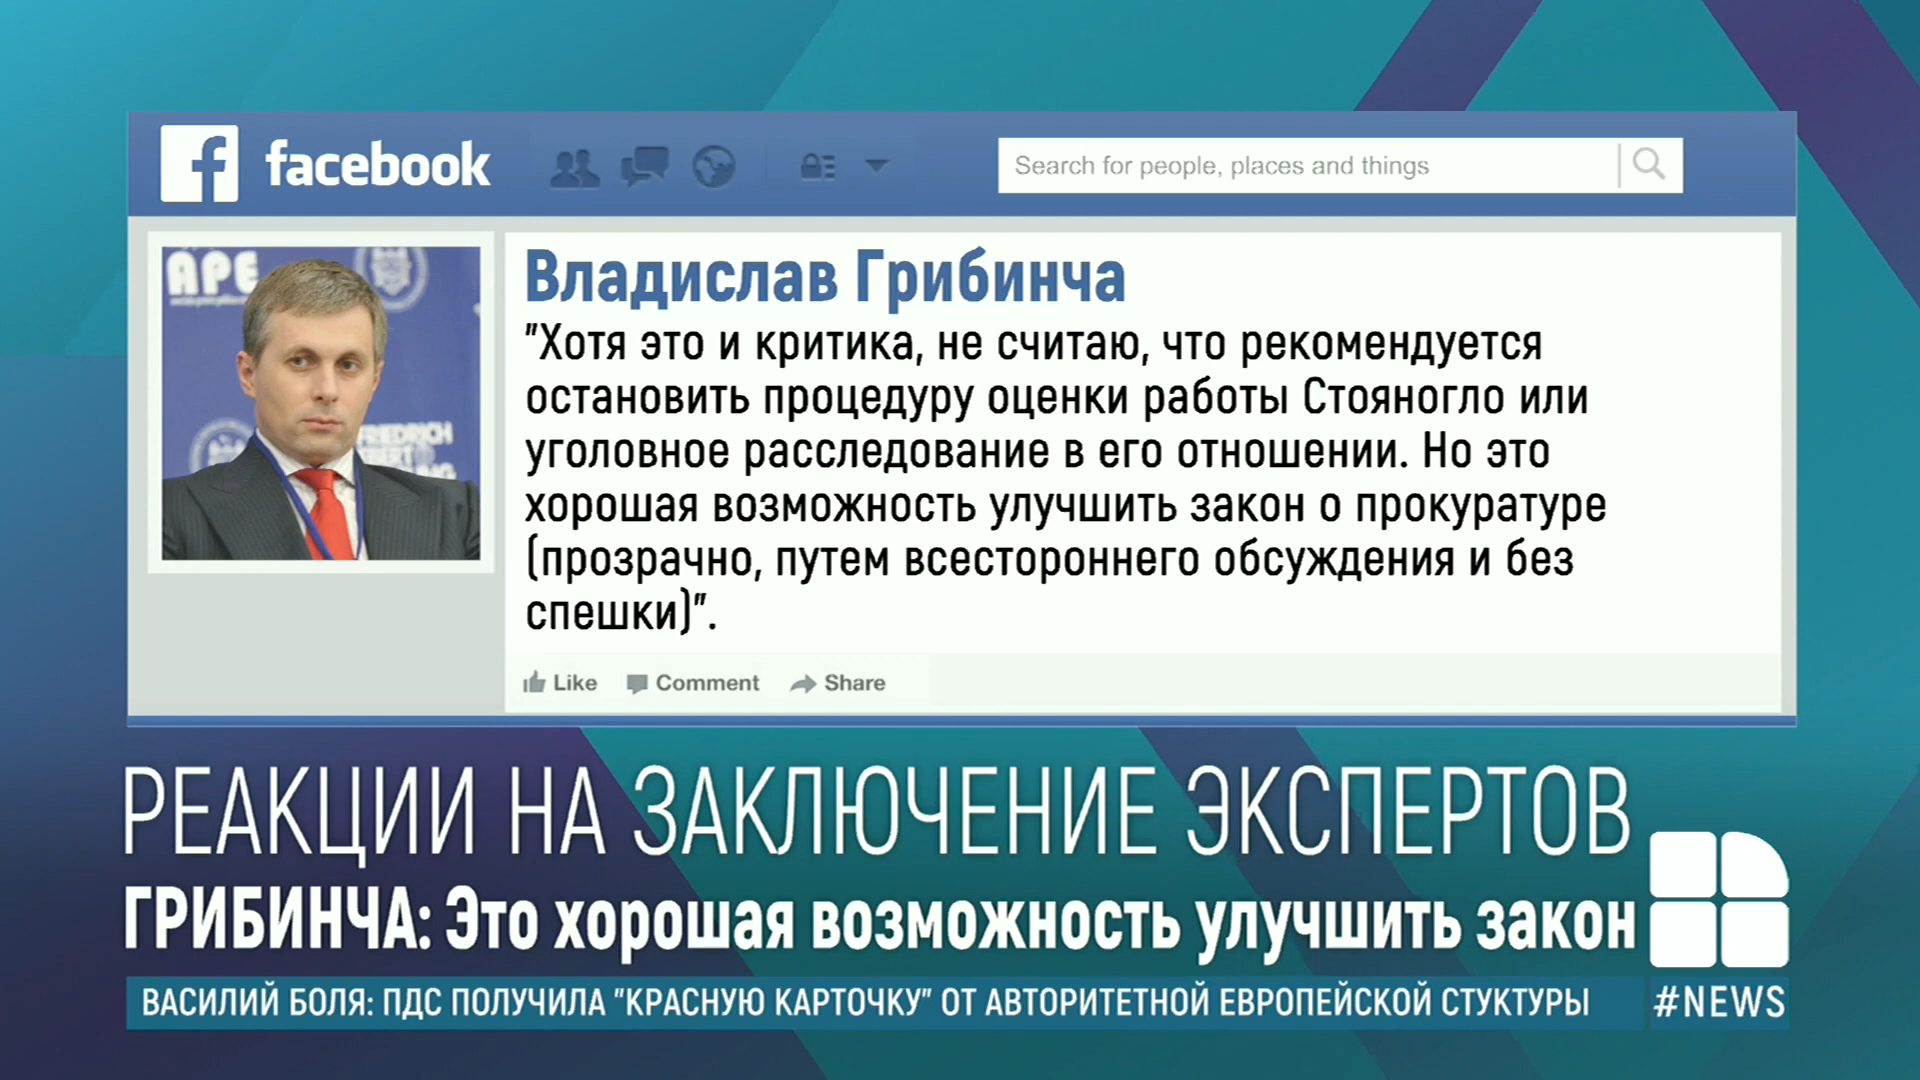 facebook
Search for people, places and things
APE
FRIEDRICH
Владислав Грибинча
"Хотя это и критика, не считаю, что рекомендуется
остановить процедуру оценки работы Стояногло или
уголовное расследование в его отношении. Но это
хорошая возможность улучшить закон о прокуратуре
(прозрачно, путем всестороннего обсуждения и без
спешки)".
Like Comment Share
РЕАКЦИИ НА ЗАКЛЮЧЕНИЕ ЭКСПЕРТОВ
ГРИБИНЧА: Это хорошая возможность улучшить закон
ВАСИЛИЙ БОЛЯ: ПДС ПОЛУЧИЛА "КРАСНУЮ КАРТОЧКУ" ОТ АВТОРИТЕТНОЙ ЕВРОПЕЙСКОЙ СТУКТУРЫ #NEWS